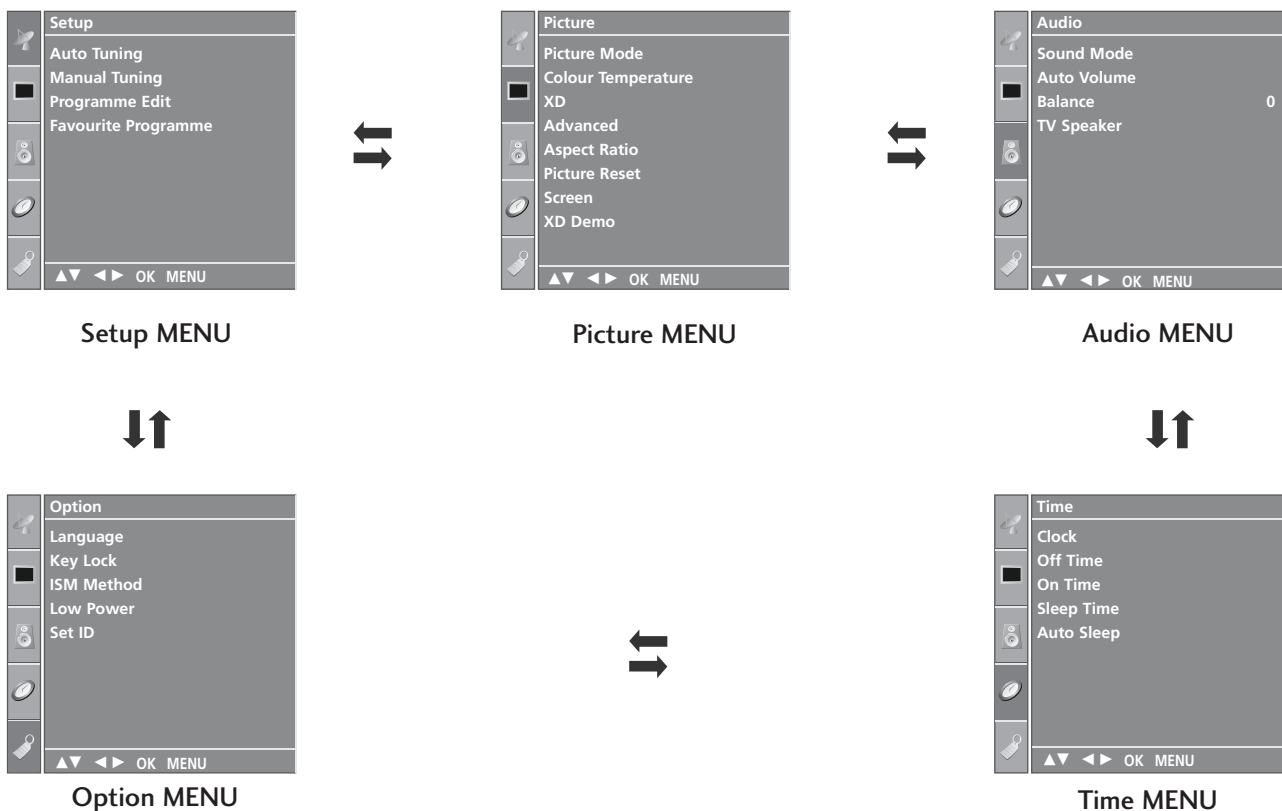 Setup
Auto Tuning
Manual Tuning
Programme Edit
Favourite Programme
▲▼ ◄► OK MENU
Setup MENU
Picture
Picture Mode
Colour Temperature
XD
Advanced
Aspect Ratio
Picture Reset
Screen
XD Demo
▲▼ ◄► OK MENU
Picture MENU
Audio
Sound Mode
Auto Volume
Balance 0
TV Speaker
▲▼ ◄► OK MENU
Audio MENU
Option
Language
Key Lock
ISM Method
Low Power
Set ID
▲▼ ◄► OK MENU
Option MENU
Time
Clock
Off Time
On Time
Sleep Time
Auto Sleep
▲▼ ◄► OK MENU
Time MENU